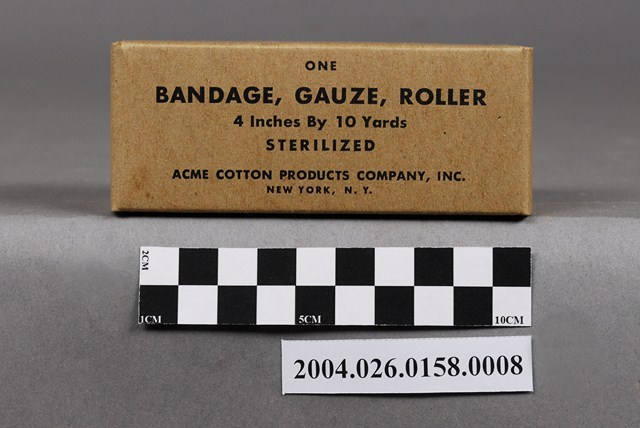 ONE
BANDAGE, GAUZE, ROLLER
4 Inches By 10 Yards
STERILIZED
ACME COTTON PRODUCTS COMPANY, INC.
NEW YORK, N. Y.
2CM
1CM 5CM 10CM
2004.026.0158.0008